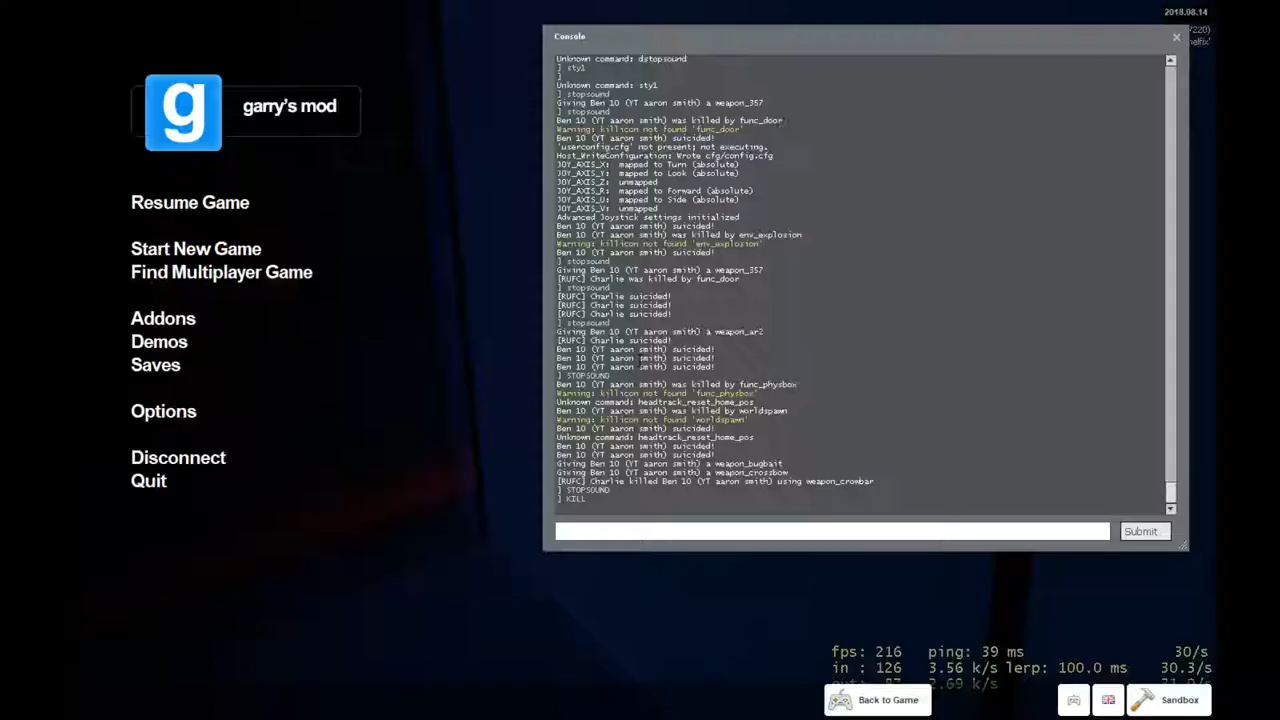 2018.08.14
/220)
malfix'
g
garry's mod
Resume Game
Start New Game
Find Multiplayer Game
Addons
Demos
Saves
Options
Disconnect
Quit
Console
Unknown command: dstopsound
] sty1
]
Unknown command: sty1
] stopsound
Giving Ben 10 (YT aaron smith) a weapon_357
] stopsound
Ben 10 (YT aaron smith) was killed by func_door
Warning: killicon not found 'func_door'
Ben 10 (YT aaron smith) suicided!
'userconfig.cfg' not present; not executing.
Host_WriteConfiguration: Wrote cfg/config.cfg
JOY_AXIS_X:  mapped to Turn (absolute)
JOY_AXIS_Y:  mapped to Look (absolute)
JOY_AXIS_Z:  unmapped
JOY_AXIS_R:  mapped to Forward (absolute)
JOY_AXIS_U:  mapped to Side (absolute)
JOY_AXIS_V:  unmapped
Advanced Joystick settings initialized
Ben 10 (YT aaron smith) suicided!
Ben 10 (YT aaron smith) was killed by env_explosion
Warning: killicon not found 'env_explosion'
Ben 10 (YT aaron smith) suicided!
] stopsound
Giving Ben 10 (YT aaron smith) a weapon_357
[RUFC] Charlie was killed by func_door
] stopsound
[RUFC] Charlie suicided!
[RUFC] Charlie suicided!
[RUFC] Charlie suicided!
] stopsound
Giving Ben 10 (YT aaron smith) a weapon_ar2
[RUFC] Charlie suicided!
Ben 10 (YT aaron smith) suicided!
Ben 10 (YT aaron smith) suicided!
Ben 10 (YT aaron smith) suicided!
] STOPSOUND
Ben 10 (YT aaron smith) was killed by func_physbox
Warning: killicon not found 'func_physbox'
Unknown command: headtrack_reset_home_pos
Ben 10 (YT aaron smith) was killed by worldspawn
Warning: killicon not found 'worldspawn'
Ben 10 (YT aaron smith) suicided!
Unknown command: headtrack_reset_home_pos
Ben 10 (YT aaron smith) suicided!
Ben 10 (YT aaron smith) suicided!
Giving Ben 10 (YT aaron smith) a weapon_bugbait
Giving Ben 10 (YT aaron smith) a weapon_crossbow
[RUFC] Charlie killed Ben 10 (YT aaron smith) using weapon_crowbar
] STOPSOUND
] KILL
Submit
fps: 216 ping: 39 ms 30/s
in : 126 3.56 k/s lerp: 100.0 ms 30.3/s
2.69 k/s
Back to Game
Sandbox